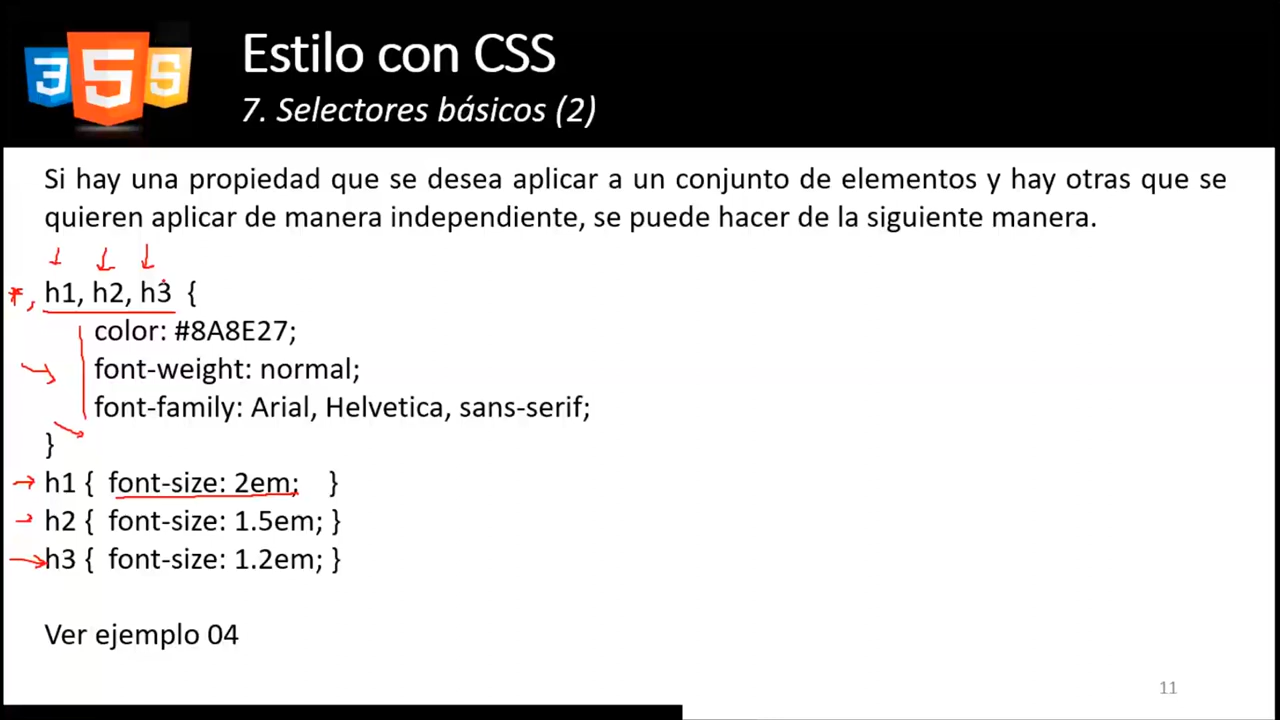 3 5 S
Estilo con CSS
7. Selectores básicos (2)
Si hay una propiedad que se desea aplicar a un conjunto de elementos y hay otras que se
quieren aplicar de manera independiente, se puede hacer de la siguiente manera.
*, h1, h2, h3 {
color: #8A8E27;
font-weight: normal;
font-family: Arial, Helvetica, sans-serif;
}
h1 { font-size: 2em; }
h2 { font-size: 1.5em; }
h3 { font-size: 1.2em; }
Ver ejemplo 04
11